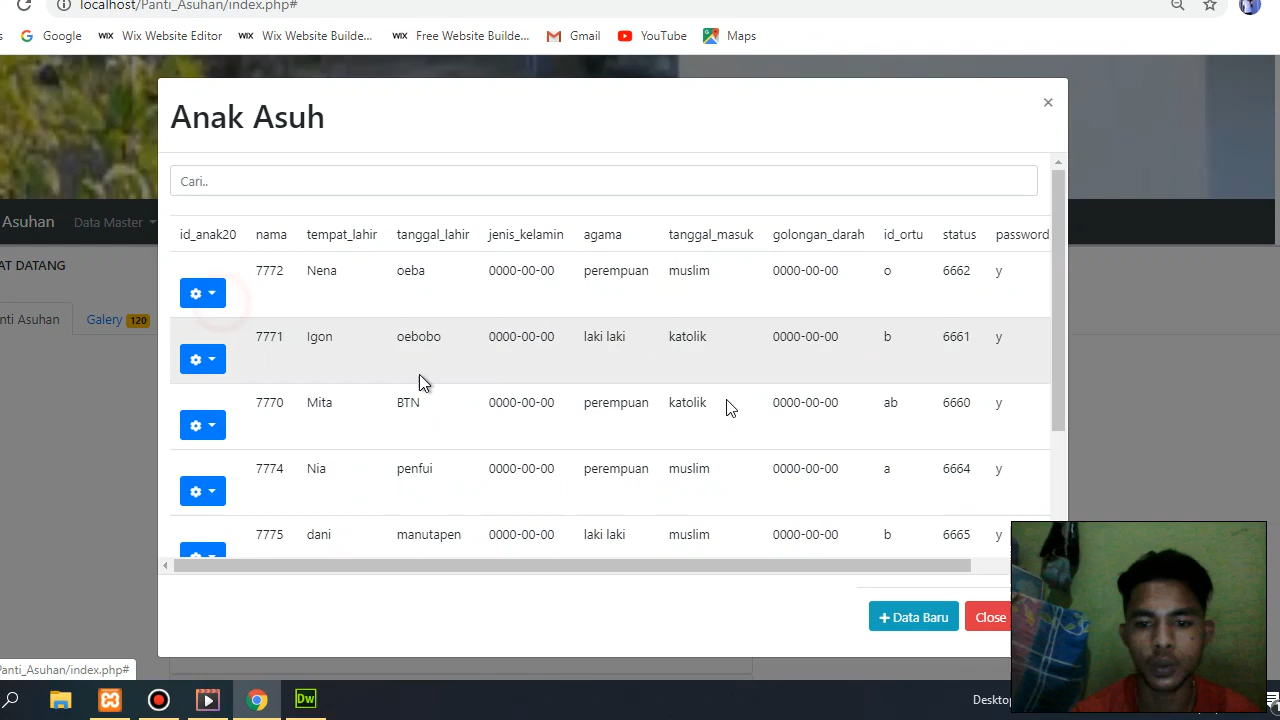 localhost/Panti_Asuhan/index.php#
Google Wix Website Editor Wix Website Builde... Free Website Builde... Gmail YouTube Maps
Anak Asuh ×
Cari..
Asuhan Data Master
AT DATANG
nti Asuhan Galery 120
id_anak20 nama tempat_lahir tanggal_lahir jenis_kelamin agama tanggal_masuk golongan_darah id_ortu status password
7772 Nena oeba 0000-00-00 perempuan muslim 0000-00-00 o 6662 y
7771 Igon oebobo 0000-00-00 laki laki katolik 0000-00-00 b 6661 y
7770 Mita BTN 0000-00-00 perempuan katolik 0000-00-00 ab 6660 y
7774 Nia penfui 0000-00-00 perempuan muslim 0000-00-00 a 6664 y
7775 dani manutapen 0000-00-00 laki laki muslim 0000-00-00 b 6665 y
+ Data Baru Close
Panti_Asuhan/index.php#
Dw Desktop